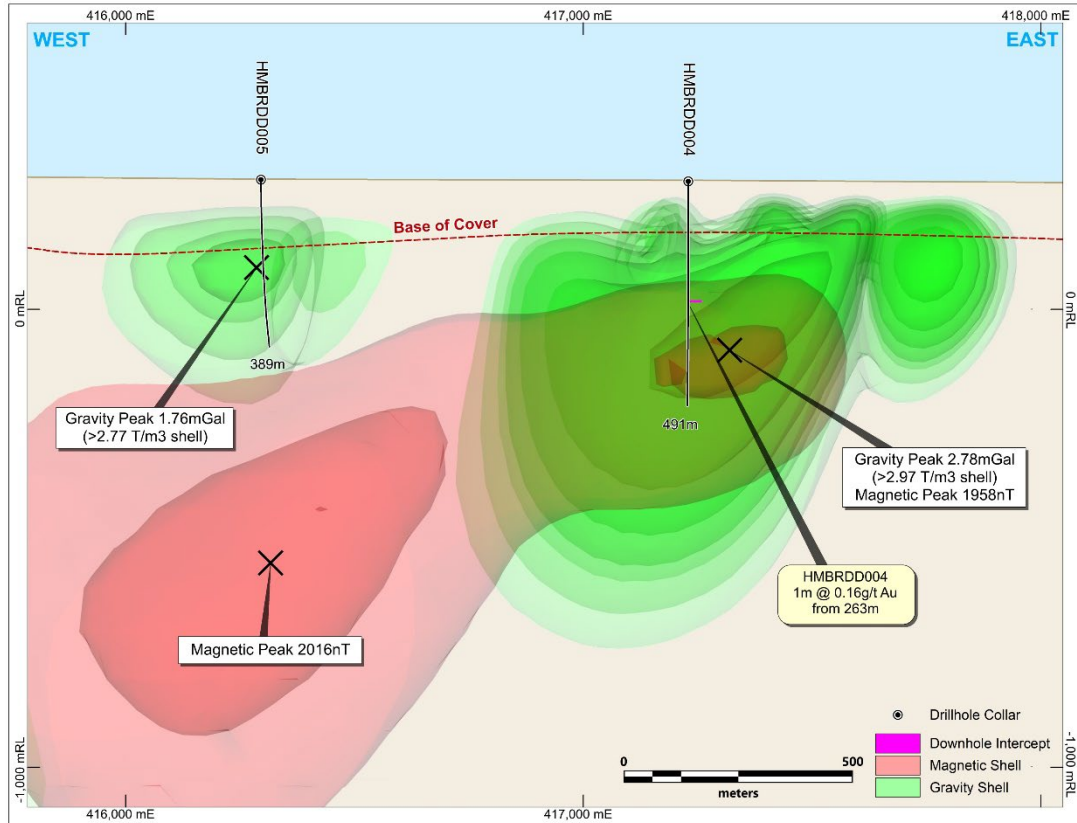 416,000 mE
417,000 mE
418,000 mE
WEST
EAST
HMBRDD005
HMBRDD004
Base of Cover
0 mRL
0 mRL
389m
491m
Gravity Peak 1.76mGal
(>2.77 T/m3 shell)
Gravity Peak 2.78mGal
(>2.97 T/m3 shell)
Magnetic Peak 1958nT
HMBRDD004
1m @ 0.16g/t Au
from 263m
Magnetic Peak 2016nT
Drillhole Collar
Downhole Intercept
Magnetic Shell
Gravity Shell
0
500
meters
-1,000 mRL
-1,000 mRL
416,000 mE
417,000 mE